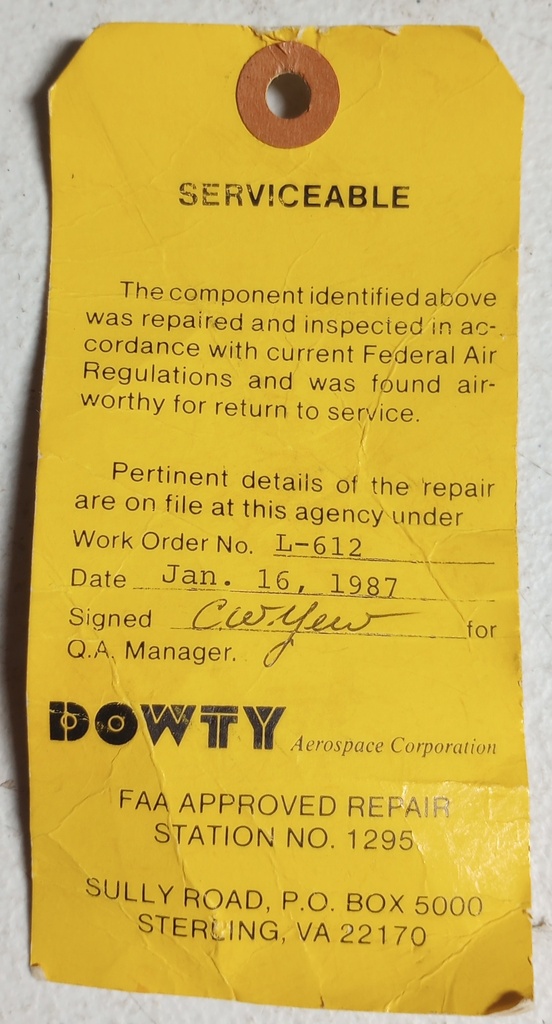 SERVICEABLE
The component identified above
was repaired and inspected in ac-
cordance with current Federal Air
Regulations and was found air-
worthy for return to service.
Pertinent details of the repair
are on file at this agency under
Work Order No. L-612
Date Jan. 16, 1987
Signed CW Yew for
Q.A. Manager.
DOWTY Aerospace Corporation
FAA APPROVED REPAIR
STATION NO. 1295
SULLY ROAD, P.O. BOX 5000
STERLING, VA 22170